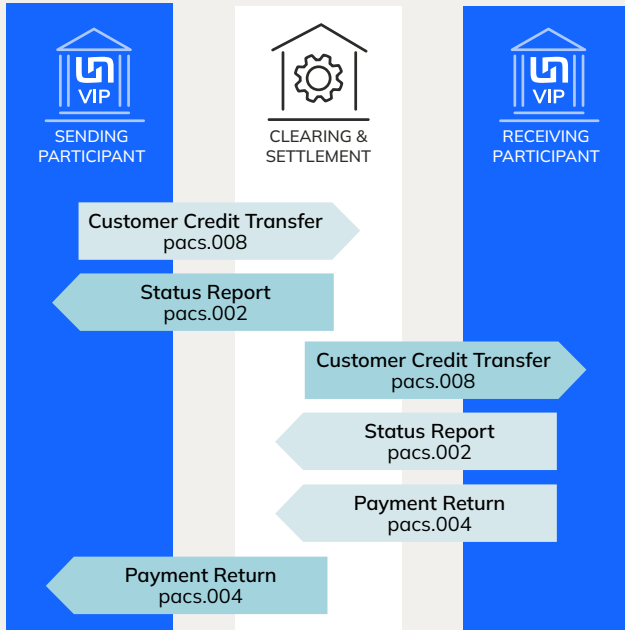 VIP
SENDING
PARTICIPANT
CLEARING &
SETTLEMENT
VIP
RECEIVING
PARTICIPANT
Customer Credit Transfer
pacs.008
Status Report
pacs.002
Customer Credit Transfer
pacs.008
Status Report
pacs.002
Payment Return
pacs.004
Payment Return
pacs.004